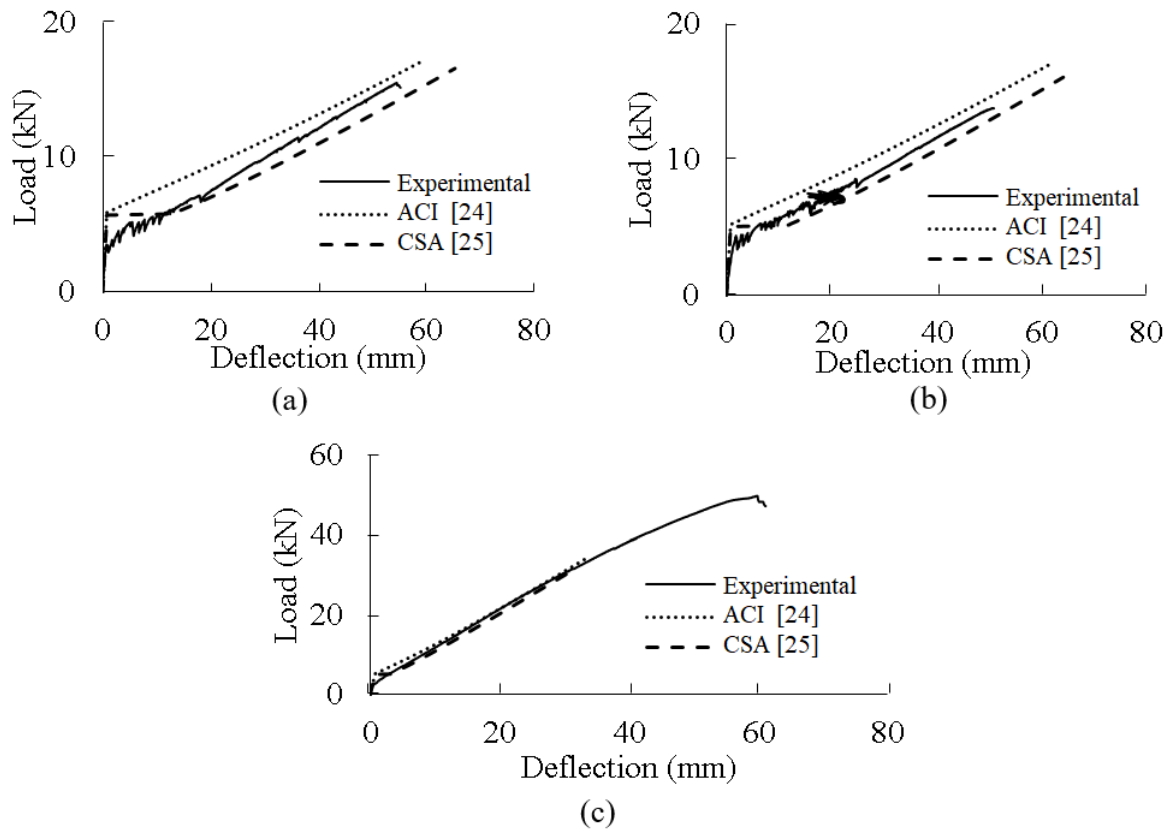 20
10
0
Load (kN)
0 20 40 60 80
Deflection (mm)
Experimental
ACI [24]
CSA [25]
(a)
20
10
0
Load (kN)
0 20 40 60 80
Deflection (mm)
Experimental
ACI [24]
CSA [25]
(b)
60
40
20
0
Load (kN)
0 20 40 60 80
Deflection (mm)
Experimental
ACI [24]
CSA [25]
(c)